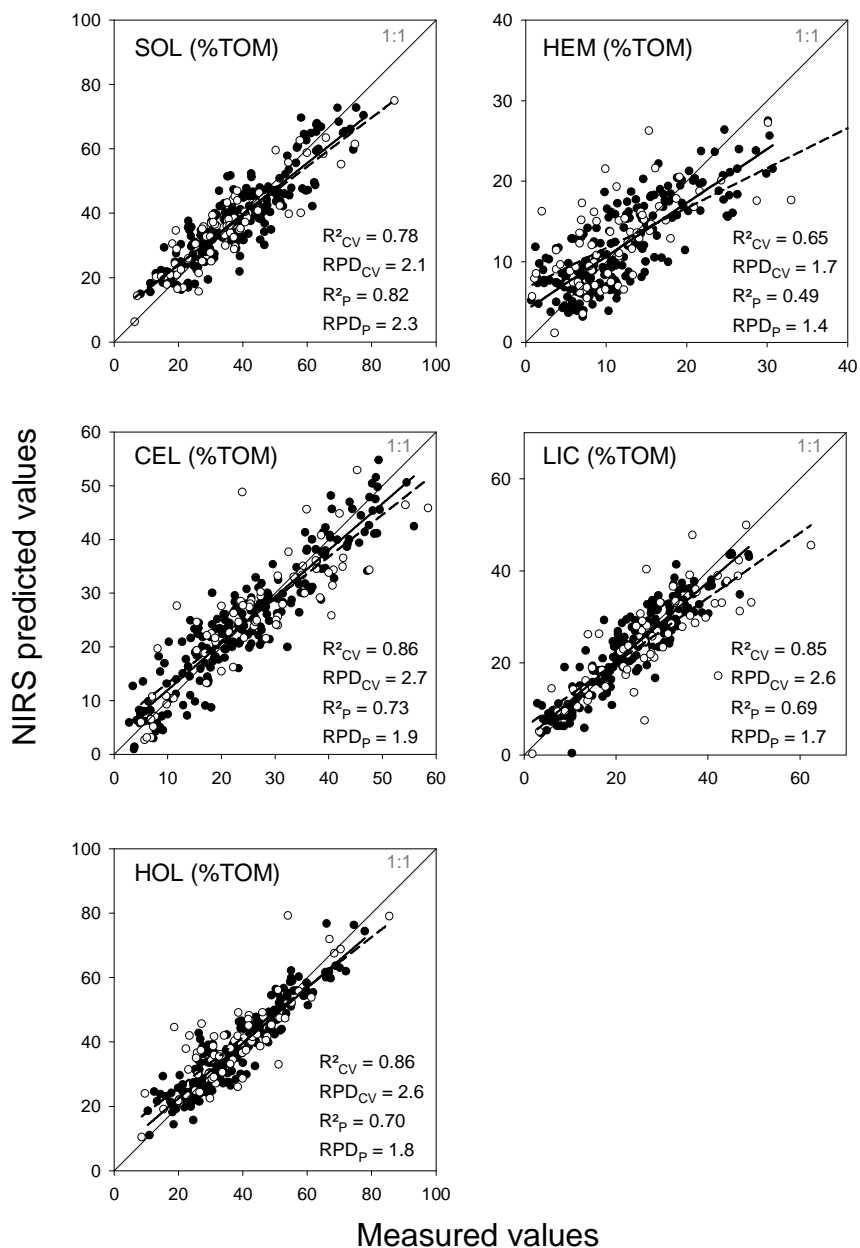 SOL (%TOM)
1:1
100
80
60
40
20
0
0 20 40 60 80 100
R²CV = 0.78
RPDCV = 2.1
R²P = 0.82
RPDP = 2.3
HEM (%TOM)
1:1
40
30
20
10
0
0 10 20 30 40
R²CV = 0.65
RPDCV = 1.7
R²P = 0.49
RPDP = 1.4
NIRS predicted values
CEL (%TOM)
1:1
60
50
40
30
20
10
0
0 10 20 30 40 50 60
R²CV = 0.86
RPDCV = 2.7
R²P = 0.73
RPDP = 1.9
LIC (%TOM)
1:1
60
40
20
0
0 20 40 60
R²CV = 0.85
RPDCV = 2.6
R²P = 0.69
RPDP = 1.7
HOL (%TOM)
1:1
100
80
60
40
20
0
0 20 40 60 80 100
R²CV = 0.86
RPDCV = 2.6
R²P = 0.70
RPDP = 1.8
Measured values